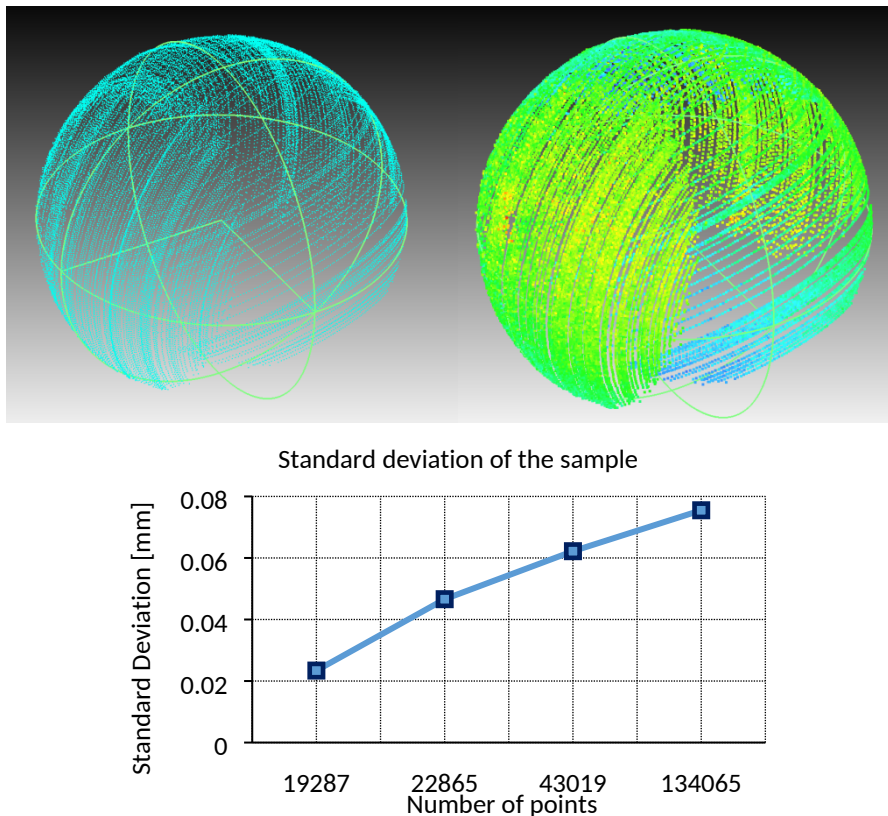 Standard deviation of the sample
Standard Deviation [mm]
0.08
0.06
0.04
0.02
0
19287 22865 43019 134065
Number of points